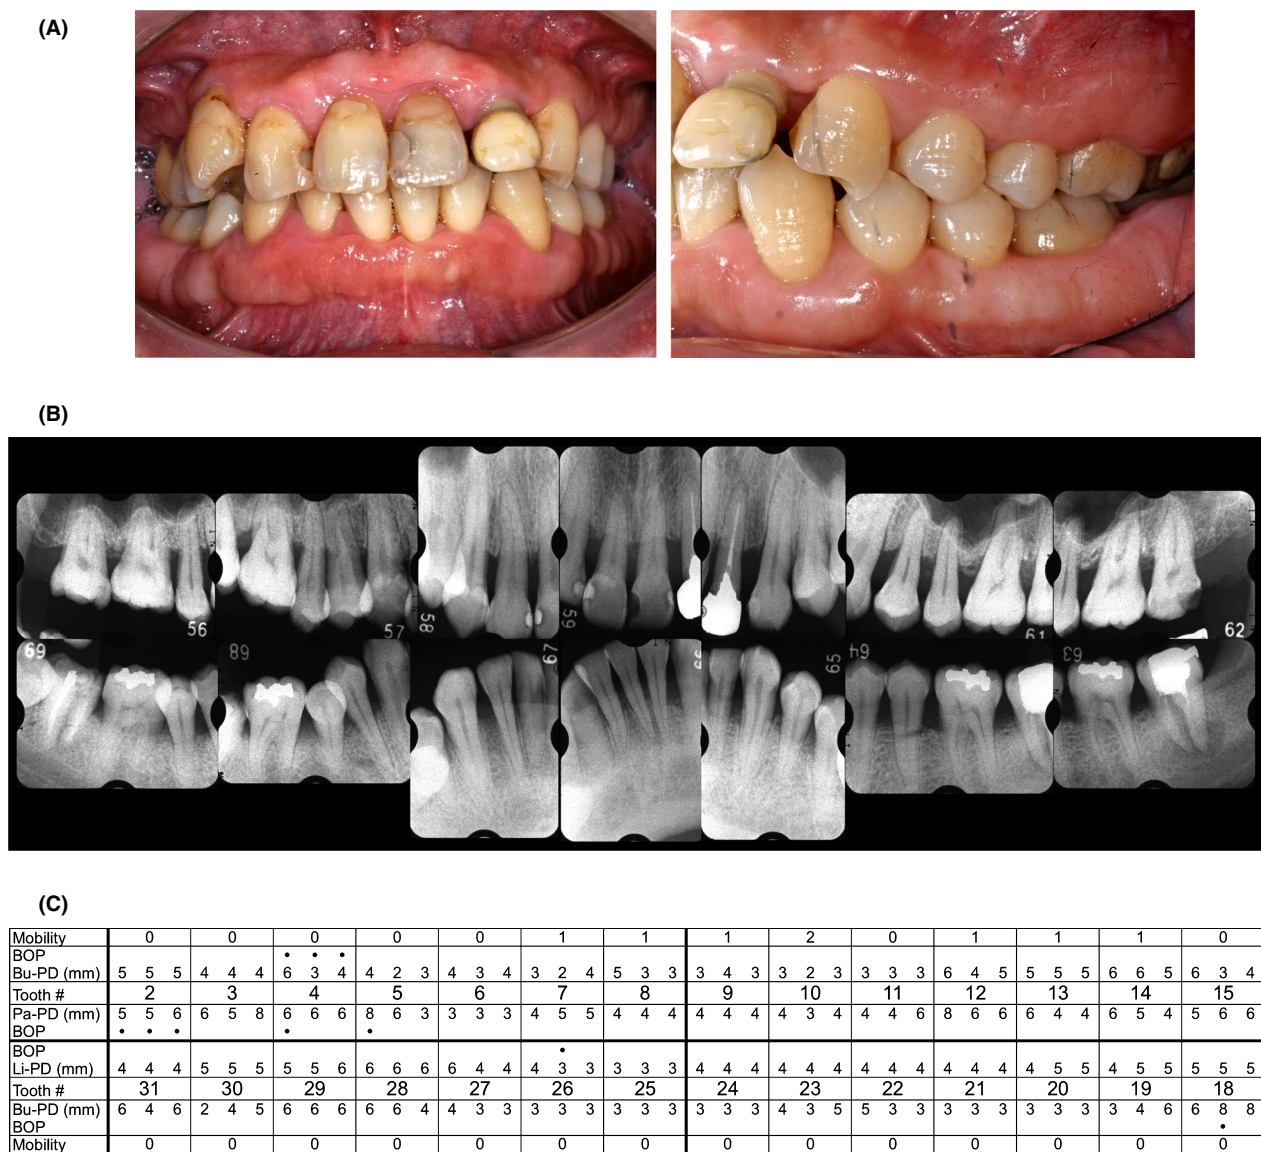 (A)
(B)
56
57
58
59
61
62
69
68
67
65
64
63
(C)
Mobility 0 0 0 0 0 1 1 1 2 0 1 1 1 0
BOP • • •
Bu-PD (mm) 5 5 5 4 4 4 6 3 4 4 2 3 4 3 4 3 2 4 5 3 3 3 4 3 3 2 3 3 3 3 6 4 5 5 5 5 6 6 5 6 3 4
Tooth # 2 3 4 5 6 7 8 9 10 11 12 13 14 15
Pa-PD (mm) 5 5 6 6 5 8 6 6 6 8 6 3 3 3 3 4 5 5 4 4 4 4 4 4 4 3 4 4 4 6 8 6 6 6 4 4 6 5 4 5 6 6
BOP • • • • •
BOP •
Li-PD (mm) 4 4 4 5 5 5 5 5 6 6 6 6 6 4 4 4 3 3 3 3 3 4 4 4 4 4 4 4 4 4 4 4 4 4 5 5 4 5 5 5 5 5
Tooth # 31 30 29 28 27 26 25 24 23 22 21 20 19 18
Bu-PD (mm) 6 4 6 2 4 5 6 6 6 6 6 4 4 3 3 3 3 3 3 3 3 3 3 3 4 3 5 5 3 3 3 3 3 3 3 3 3 4 6 6 8 8
BOP •
Mobility 0 0 0 0 0 0 0 0 0 0 0 0 0 0